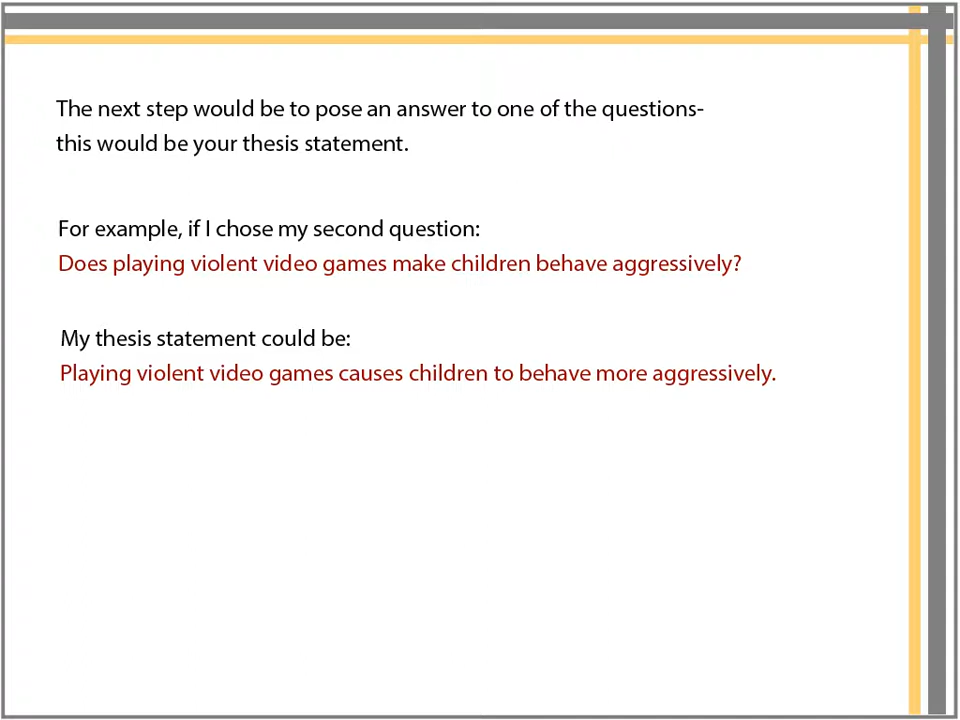 The next step would be to pose an answer to one of the questions-
this would be your thesis statement.
For example, if I chose my second question:
Does playing violent video games make children behave aggressively?
My thesis statement could be:
Playing violent video games causes children to behave more aggressively.